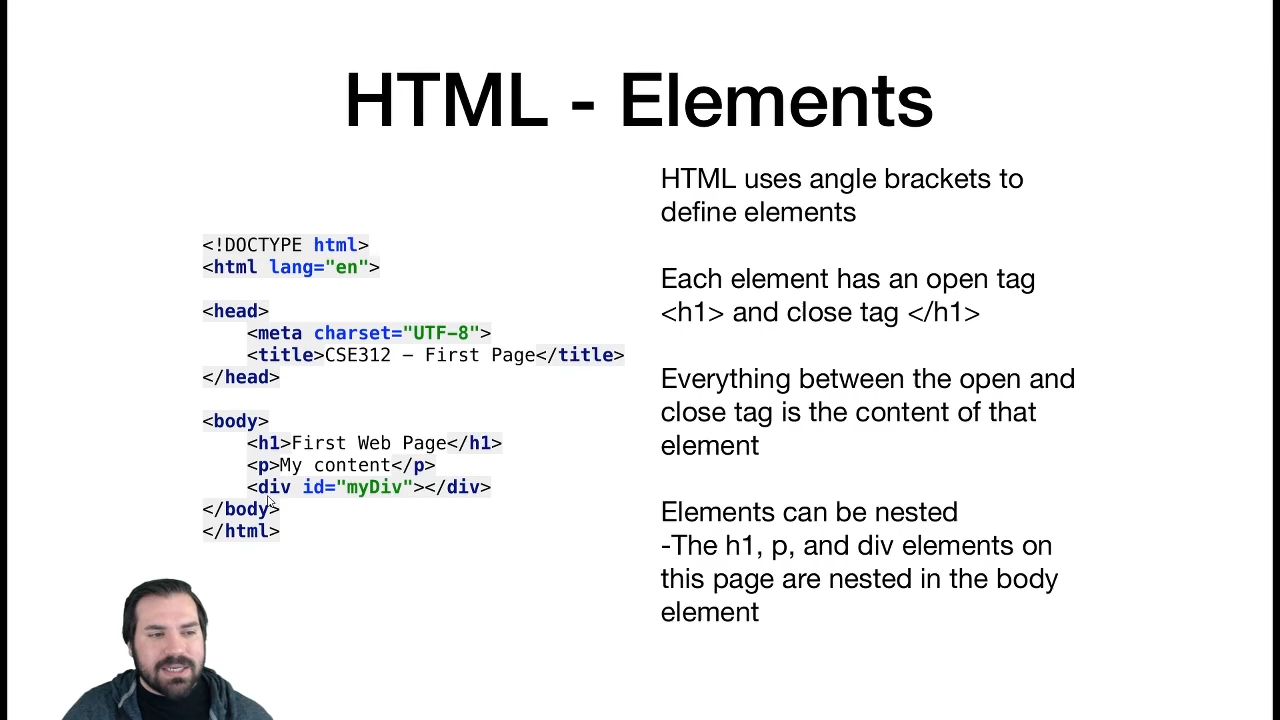 HTML - Elements
<!DOCTYPE html>
<html lang="en">
<head>
<meta charset="UTF-8">
<title>CSE312 – First Page</title>
</head>
<body>
<h1>First Web Page</h1>
<p>My content</p>
<div id="myDiv"></div>
</body>
</html>
HTML uses angle brackets to
define elements
Each element has an open tag
<h1> and close tag </h1>
Everything between the open and
close tag is the content of that
element
Elements can be nested
-The h1, p, and div elements on
this page are nested in the body
element